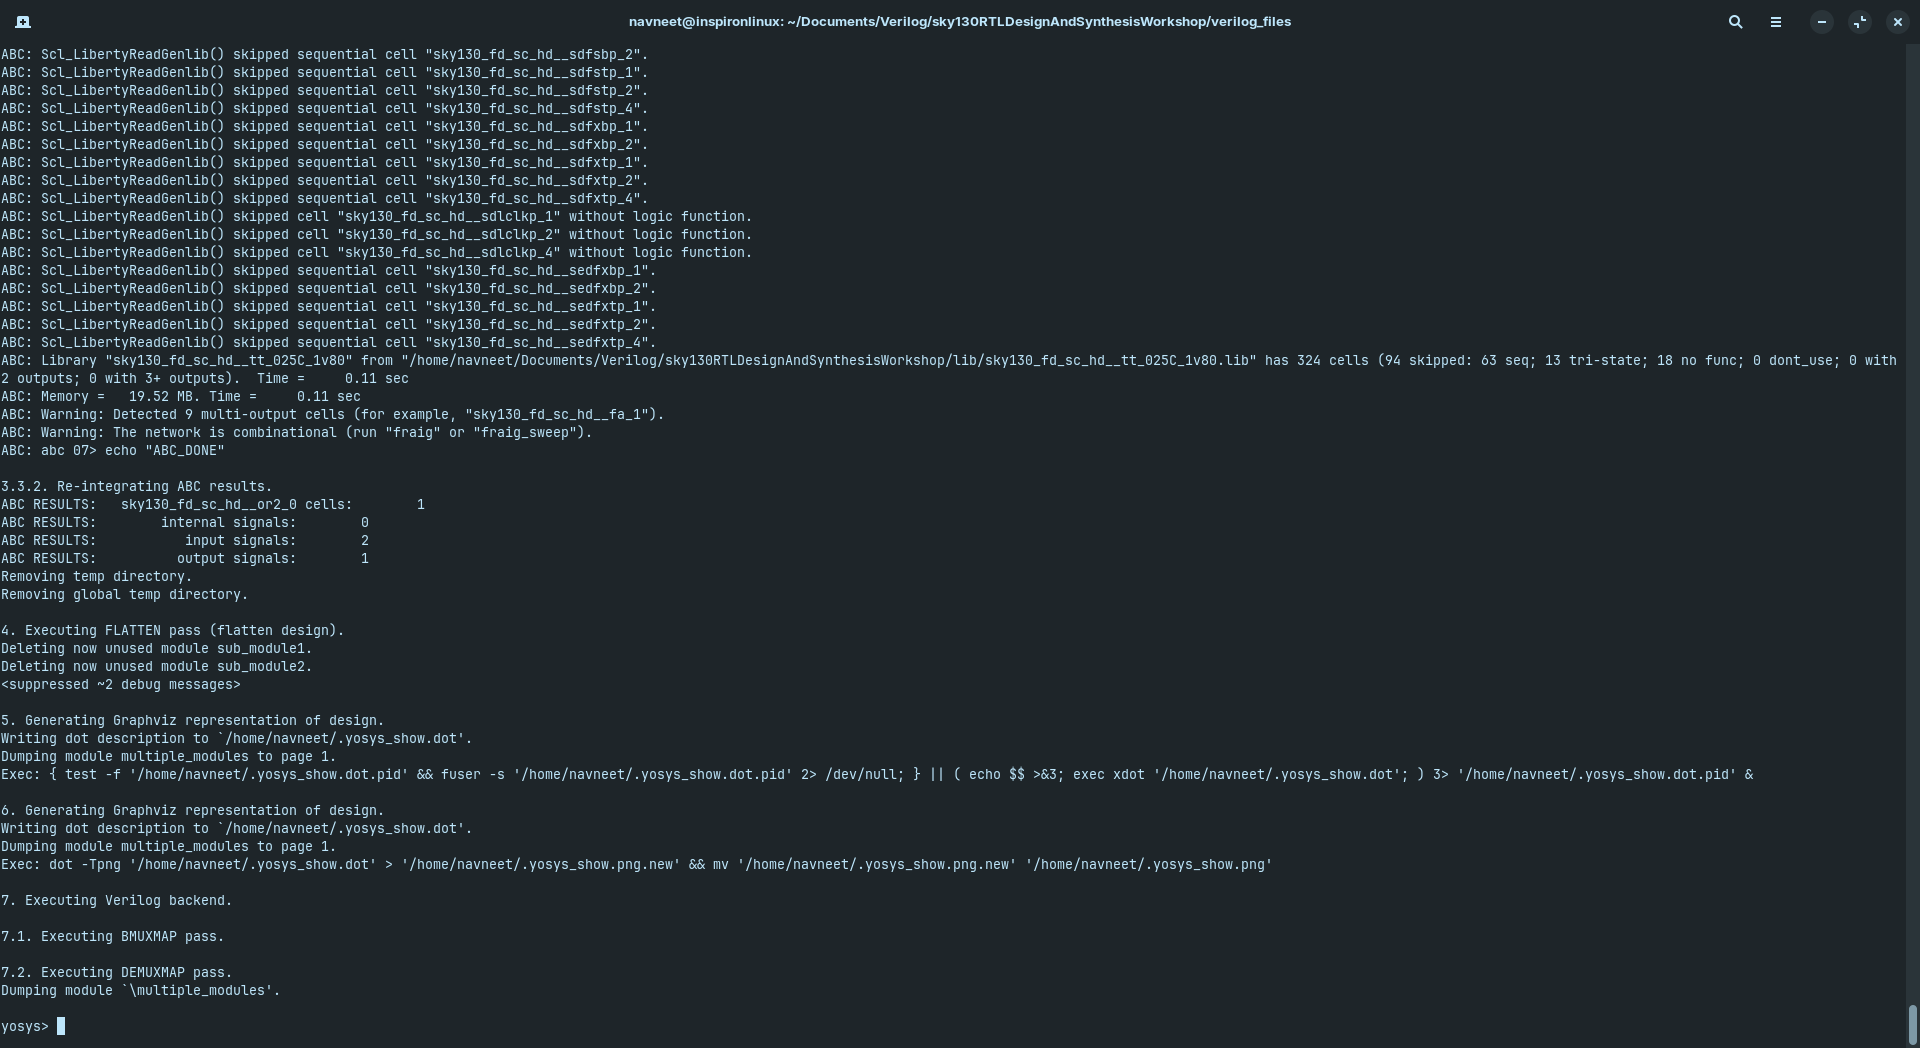 navneet@inspironlinux: ~/Documents/Verilog/sky130RTLDesignAndSynthesisWorkshop/verilog_files
ABC: Scl_LibertyReadGenlib() skipped sequential cell "sky130_fd_sc_hd__sdfsbp_2".
ABC: Scl_LibertyReadGenlib() skipped sequential cell "sky130_fd_sc_hd__sdfstp_1".
ABC: Scl_LibertyReadGenlib() skipped sequential cell "sky130_fd_sc_hd__sdfstp_2".
ABC: Scl_LibertyReadGenlib() skipped sequential cell "sky130_fd_sc_hd__sdfstp_4".
ABC: Scl_LibertyReadGenlib() skipped sequential cell "sky130_fd_sc_hd__sdfxbp_1".
ABC: Scl_LibertyReadGenlib() skipped sequential cell "sky130_fd_sc_hd__sdfxbp_2".
ABC: Scl_LibertyReadGenlib() skipped sequential cell "sky130_fd_sc_hd__sdfxtp_1".
ABC: Scl_LibertyReadGenlib() skipped sequential cell "sky130_fd_sc_hd__sdfxtp_2".
ABC: Scl_LibertyReadGenlib() skipped sequential cell "sky130_fd_sc_hd__sdfxtp_4".
ABC: Scl_LibertyReadGenlib() skipped cell "sky130_fd_sc_hd__sdlclkp_1" without logic function.
ABC: Scl_LibertyReadGenlib() skipped cell "sky130_fd_sc_hd__sdlclkp_2" without logic function.
ABC: Scl_LibertyReadGenlib() skipped cell "sky130_fd_sc_hd__sdlclkp_4" without logic function.
ABC: Scl_LibertyReadGenlib() skipped sequential cell "sky130_fd_sc_hd__sedfxbp_1".
ABC: Scl_LibertyReadGenlib() skipped sequential cell "sky130_fd_sc_hd__sedfxbp_2".
ABC: Scl_LibertyReadGenlib() skipped sequential cell "sky130_fd_sc_hd__sedfxtp_1".
ABC: Scl_LibertyReadGenlib() skipped sequential cell "sky130_fd_sc_hd__sedfxtp_2".
ABC: Scl_LibertyReadGenlib() skipped sequential cell "sky130_fd_sc_hd__sedfxtp_4".
ABC: Library "sky130_fd_sc_hd__tt_025C_1v80" from "/home/navneet/Documents/Verilog/sky130RTLDesignAndSynthesisWorkshop/lib/sky130_fd_sc_hd__tt_025C_1v80.lib" has 324 cells (94 skipped: 63 seq; 13 tri-state; 18 no func; 0 dont_use; 0 with
2 outputs; 0 with 3+ outputs).  Time =     0.11 sec
ABC: Memory =   19.52 MB. Time =     0.11 sec
ABC: Warning: Detected 9 multi-output cells (for example, "sky130_fd_sc_hd__fa_1").
ABC: Warning: The network is combinational (run "fraig" or "fraig_sweep").
ABC: abc 07> echo "ABC_DONE"
3.3.2. Re-integrating ABC results.
ABC RESULTS:   sky130_fd_sc_hd__or2_0 cells:        1
ABC RESULTS:        internal signals:        0
ABC RESULTS:           input signals:        2
ABC RESULTS:          output signals:        1
Removing temp directory.
Removing global temp directory.
4. Executing FLATTEN pass (flatten design).
Deleting now unused module sub_module1.
Deleting now unused module sub_module2.
<suppressed ~2 debug messages>
5. Generating Graphviz representation of design.
Writing dot description to `/home/navneet/.yosys_show.dot'.
Dumping module multiple_modules to page 1.
Exec: { test -f '/home/navneet/.yosys_show.dot.pid' && fuser -s '/home/navneet/.yosys_show.dot.pid' 2> /dev/null; } || ( echo $$ >&3; exec xdot '/home/navneet/.yosys_show.dot'; ) 3> '/home/navneet/.yosys_show.dot.pid' &
6. Generating Graphviz representation of design.
Writing dot description to `/home/navneet/.yosys_show.dot'.
Dumping module multiple_modules to page 1.
Exec: dot -Tpng '/home/navneet/.yosys_show.dot' > '/home/navneet/.yosys_show.png.new' && mv '/home/navneet/.yosys_show.png.new' '/home/navneet/.yosys_show.png'
7. Executing Verilog backend.
7.1. Executing BMUXMAP pass.
7.2. Executing DEMUXMAP pass.
Dumping module `\multiple_modules'.
yosys>